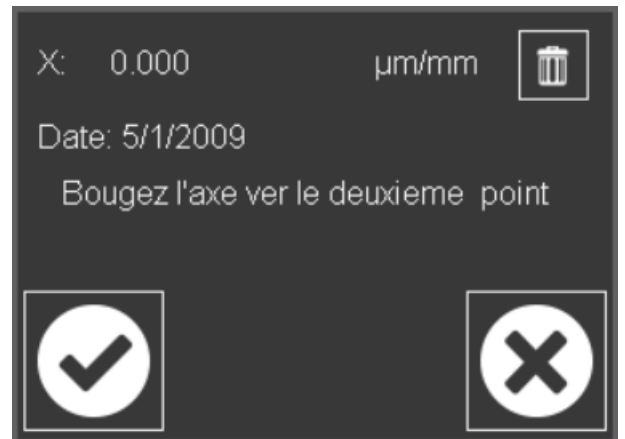 X: 0.000 µm/mm
Date: 5/1/2009
Bougez l'axe ver le deuxieme point